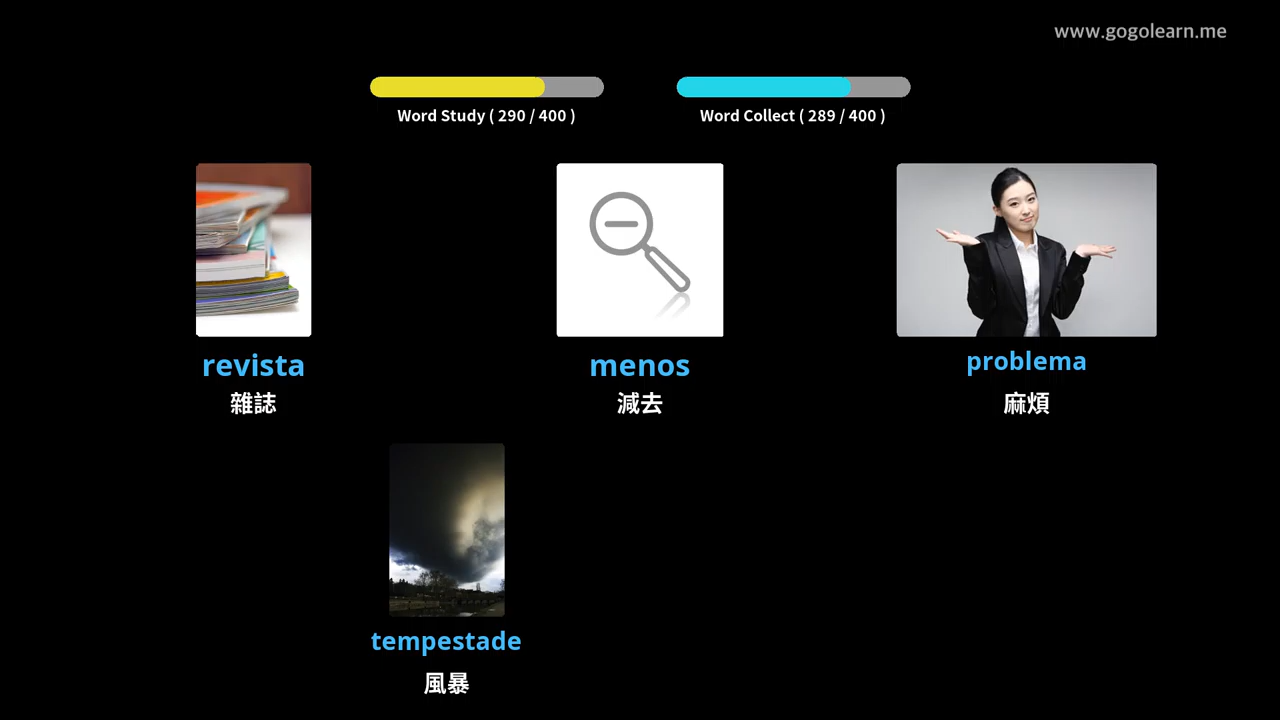 www.gogolearn.me
Word Study ( 290 / 400 )
Word Collect ( 289 / 400 )
revista
雜誌
menos
減去
problema
麻煩
tempestade
風暴